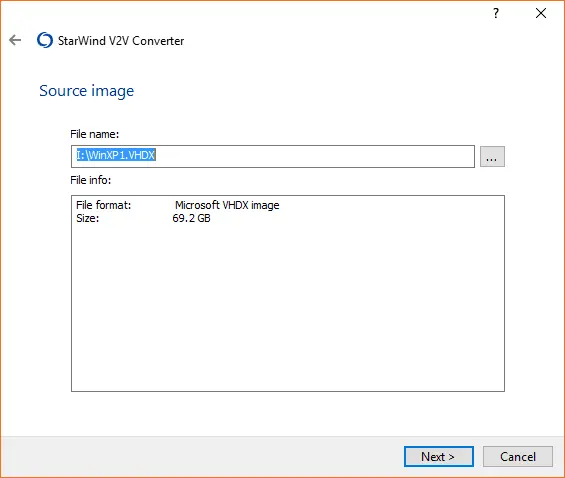 ?
StarWind V2V Converter
Source image
File name:
I:\WinXP1.VHDX
...
File info:
File format: Microsoft VHDX image
Size: 69.2 GB
Next >
Cancel